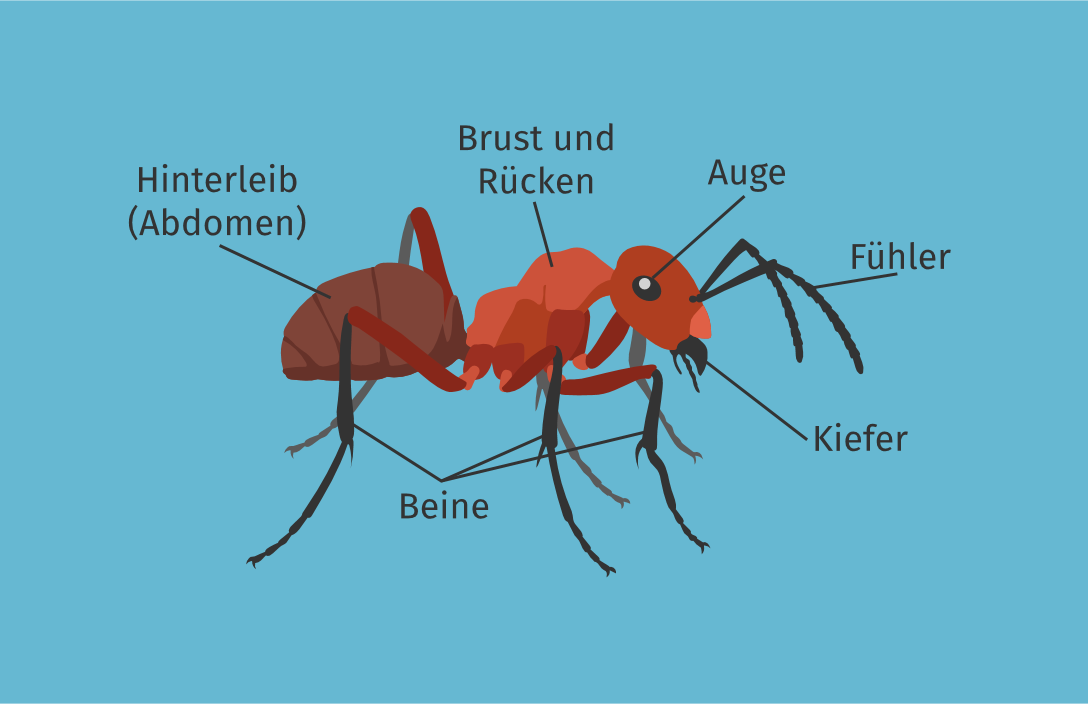 Brust und
Rücken
Hinterleib
(Abdomen)
Auge
Fühler
Kiefer
Beine